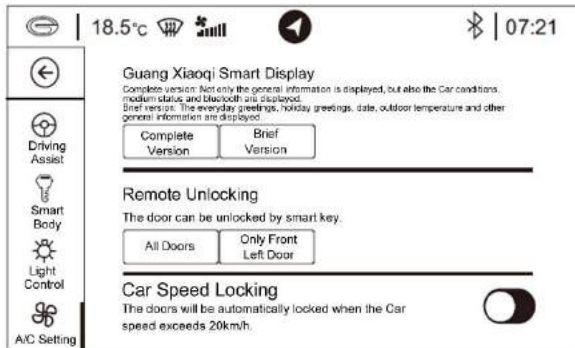 18.5°c
07:21
Guang Xiaoqi Smart Display
Complete version: Not only the general information is displayed, but also the Car conditions,
medium status and bluetooth are displayed.
Brief version: The everyday greetings, holiday greetings, date, outdoor temperature and other
general information are displayed.
Complete
Version
Brief
Version
Driving
Assist
Remote Unlocking
The door can be unlocked by smart key.
Smart
Body
All Doors
Only Front
Left Door
Light
Control
Car Speed Locking
The doors will be automatically locked when the Car
speed exceeds 20km/h.
A/C Setting